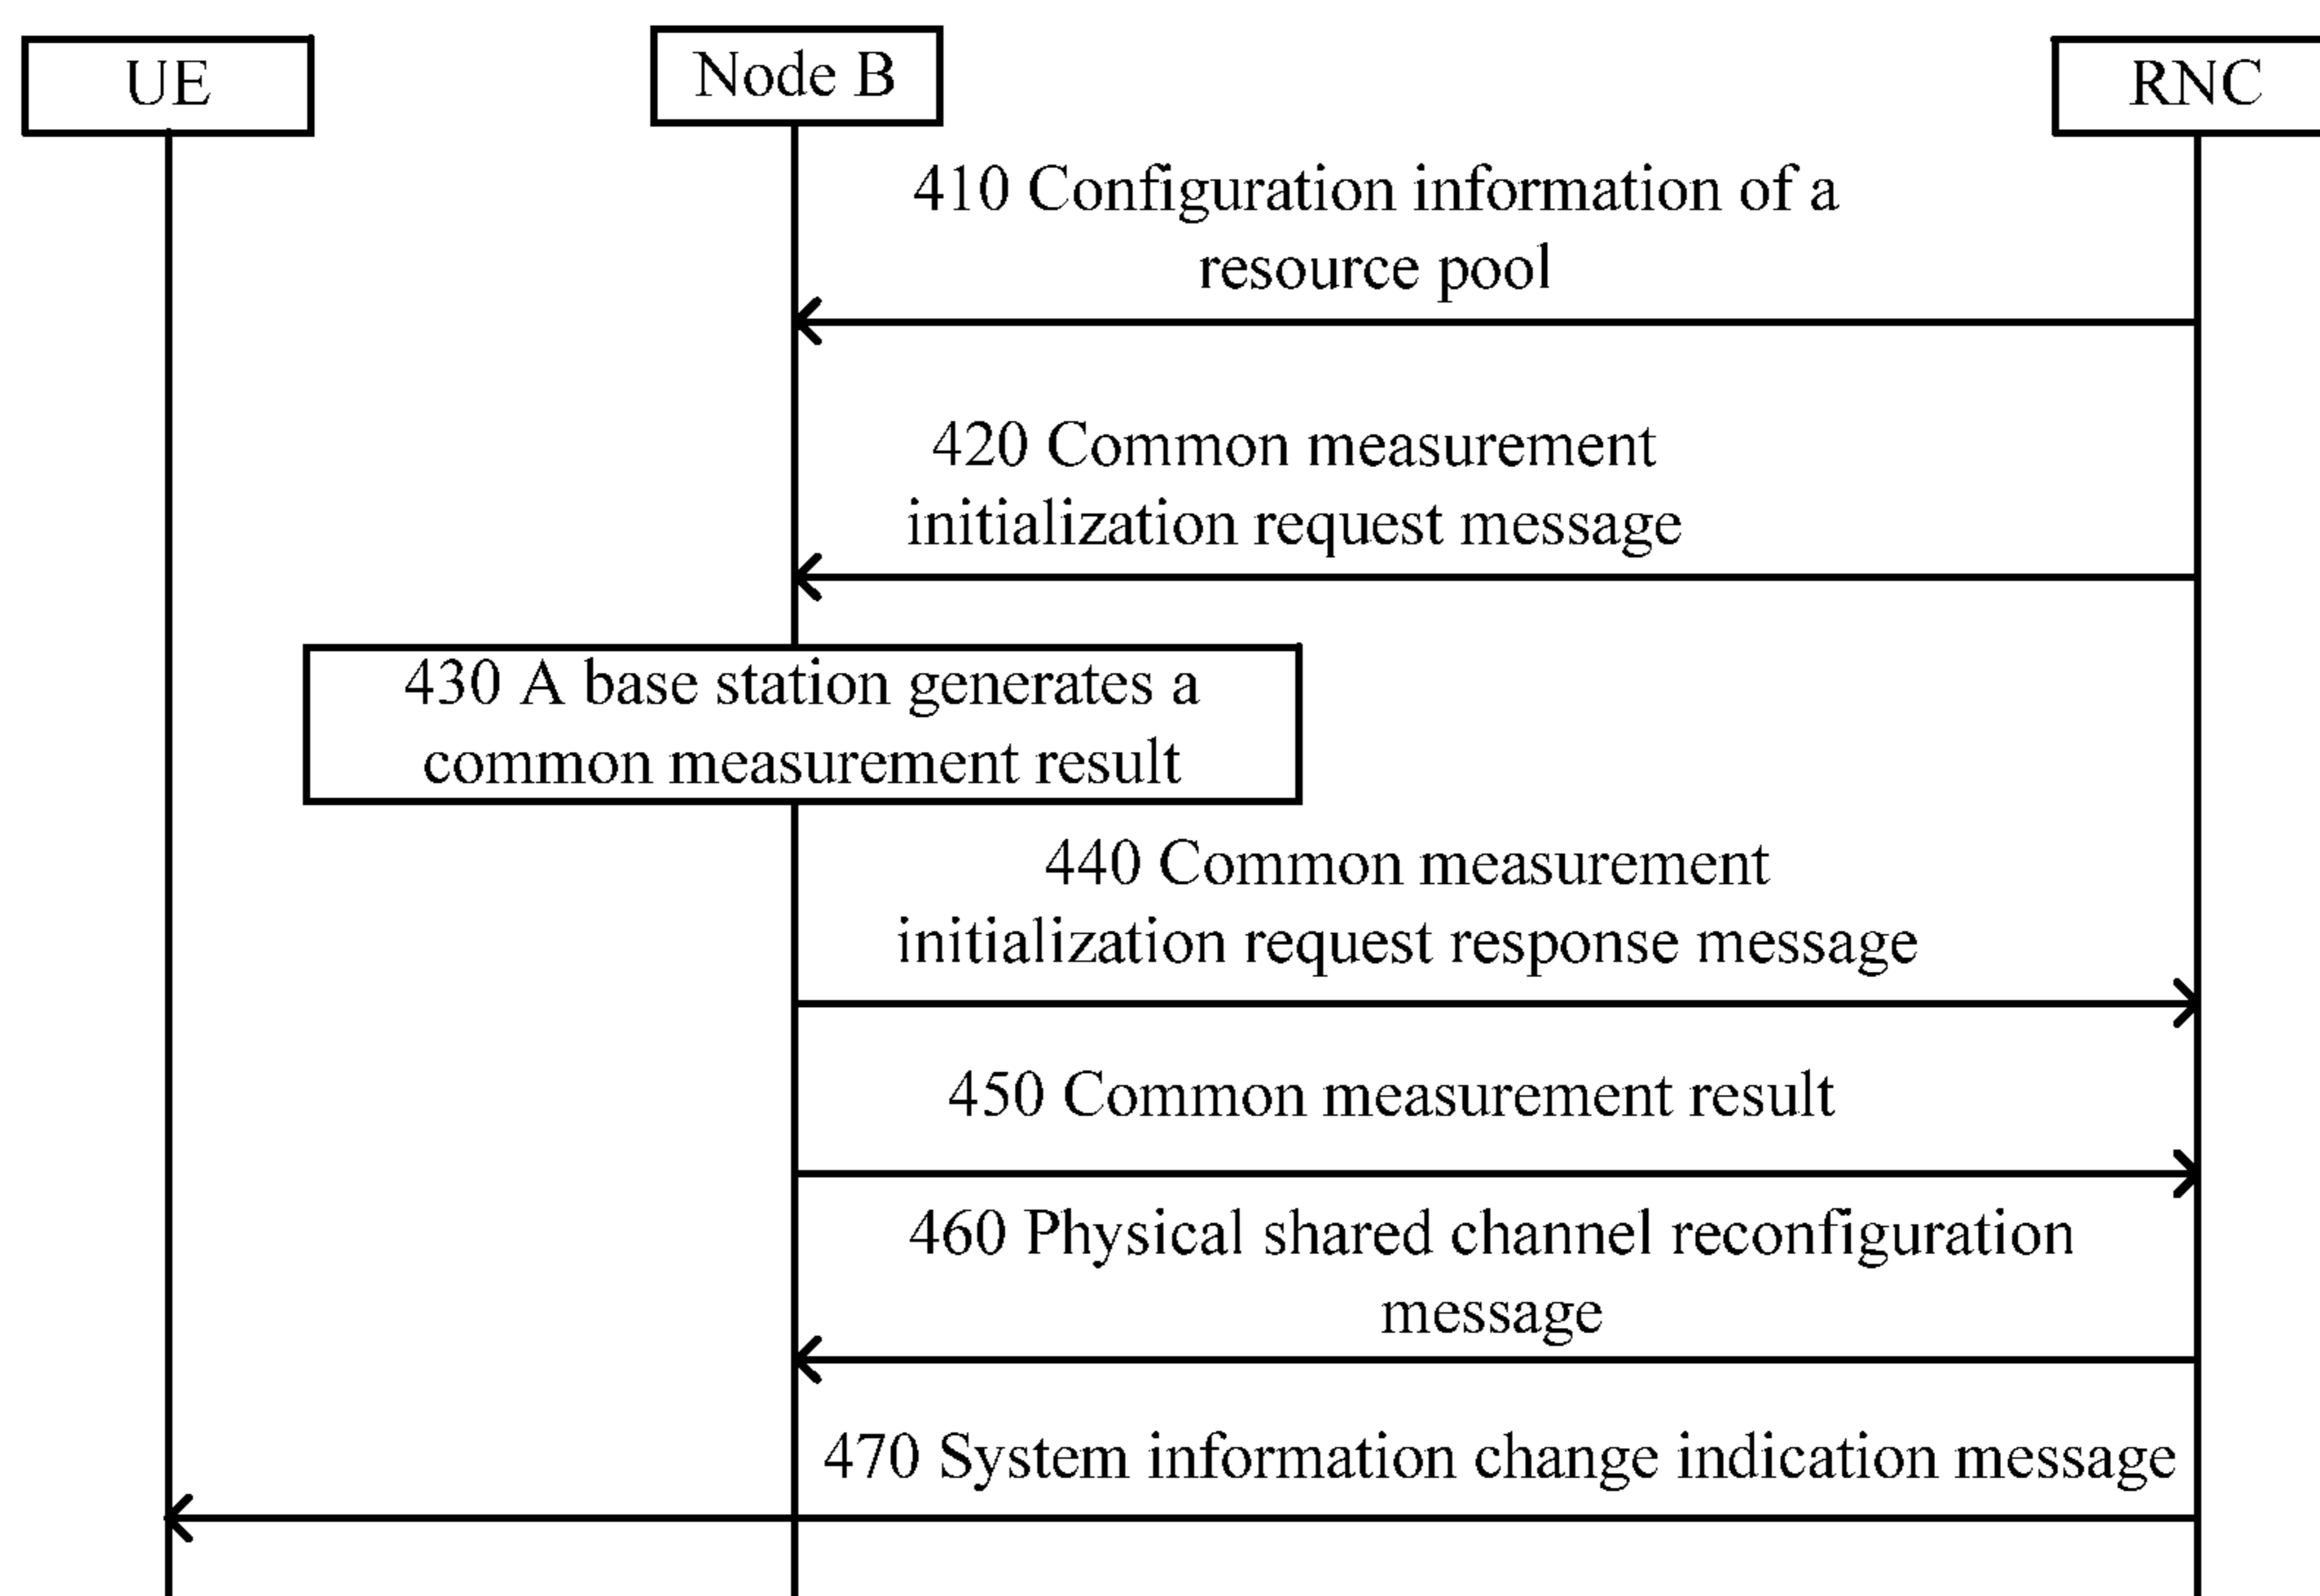 UE
Node B
RNC
410 Configuration information of a
resource pool
420 Common measurement
initialization request message
430 A base station generates a
common measurement result
440 Common measurement
initialization request response message
450 Common measurement result
460 Physical shared channel reconfiguration
message
470 System information change indication message